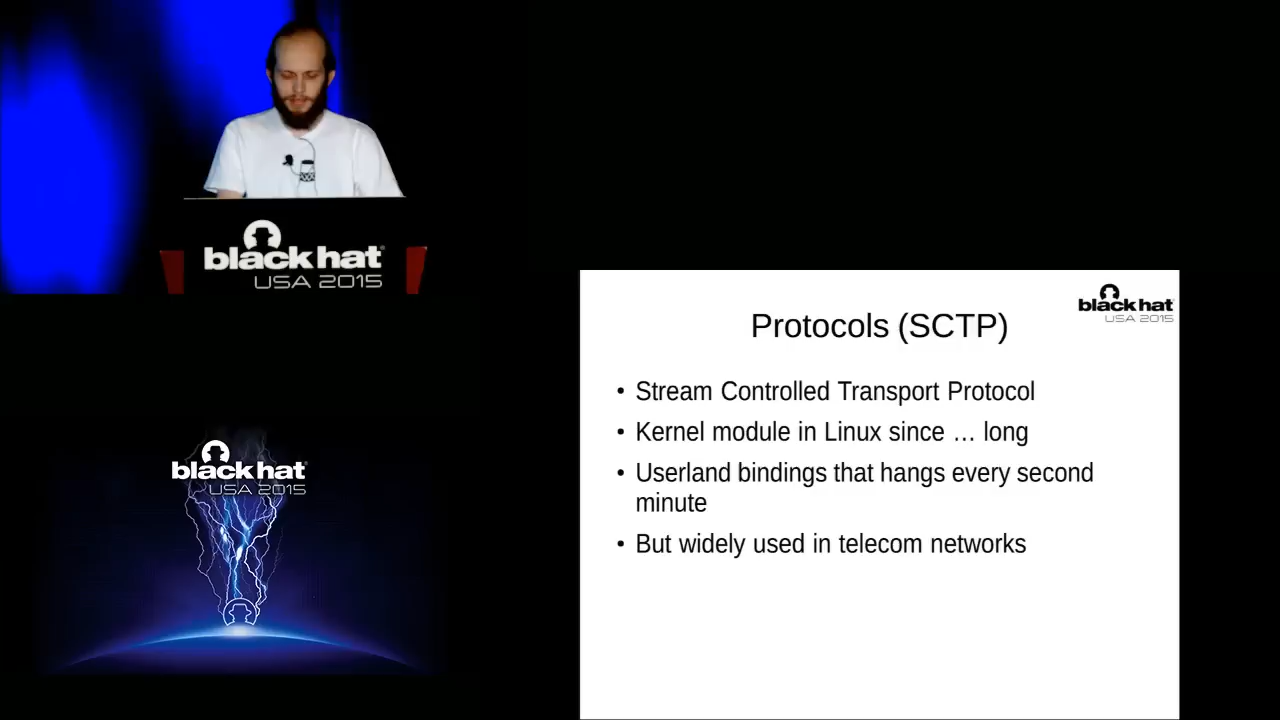 black hat
USA 2015
black hat
USA 2015
Protocols (SCTP)
• Stream Controlled Transport Protocol
• Kernel module in Linux since … long
• Userland bindings that hangs every second
minute
• But widely used in telecom networks
black hat
USA 2015